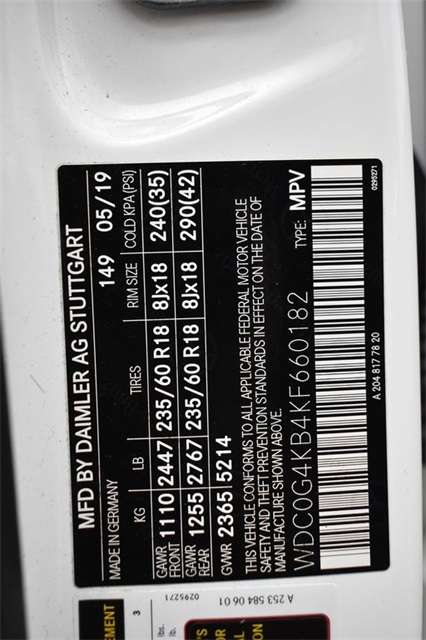 MFD BY DAIMLER AG STUTTGART
MADE IN GERMANY 149 05/19
KG LB TIRES RIM SIZE COLD KPA(PSI)
GAWR FRONT 1110 2447 235/60 R18 8Jx18 240(35)
GAWR REAR 1255 2767 235/60 R18 8Jx18 290(42)
GVWR 2365 5214
THIS VEHICLE CONFORMS TO ALL APPLICABLE FEDERAL MOTOR VEHICLE
SAFETY AND THEFT PREVENTION STANDARDS IN EFFECT ON THE DATE OF
MANUFACTURE SHOWN ABOVE.
WDC0G4KB4KF660182 TYPE: MPV
0295271
A 204 817 78 20
0295271
A 253 584 06 01
EMENT
3
lbs.
lb.